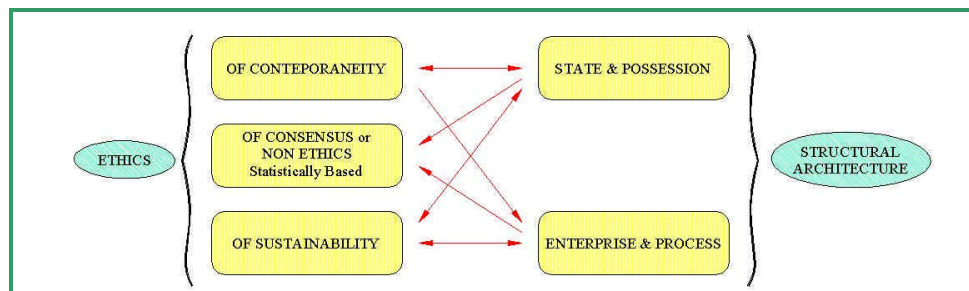 OF CONTEPORANEITY
STATE & POSSESSION
OF CONSENSUS or
NON ETHICS
Statistically Based
ETHICS
STRUCTURAL
ARCHITECTURE
OF SUSTAINABILITY
ENTERPRISE & PROCESS